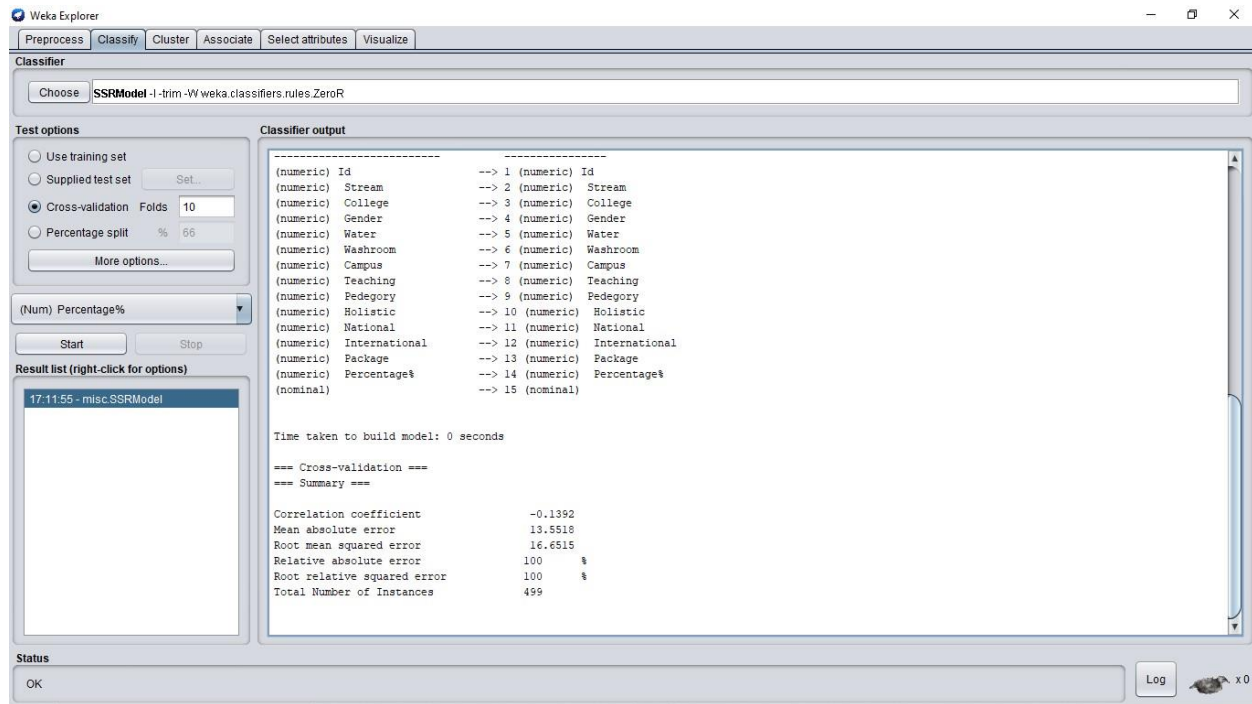 Weka Explorer
Preprocess Classify Cluster Associate Select attributes Visualize
Classifier
Choose SSRModel -I -trim -W weka.classifiers.rules.ZeroR
Test options
Use training set
Supplied test set Set...
Cross-validation Folds 10
Percentage split % 66
More options...
(Num) Percentage%
Start Stop
Result list (right-click for options)
17:11:55 - misc.SSRModel
Classifier output
-------------------------- ----------------
(numeric) Id --> 1 (numeric) Id
(numeric) Stream --> 2 (numeric) Stream
(numeric) College --> 3 (numeric) College
(numeric) Gender --> 4 (numeric) Gender
(numeric) Water --> 5 (numeric) Water
(numeric) Washroom --> 6 (numeric) Washroom
(numeric) Campus --> 7 (numeric) Campus
(numeric) Teaching --> 8 (numeric) Teaching
(numeric) Pedegory --> 9 (numeric) Pedegory
(numeric) Holistic --> 10 (numeric) Holistic
(numeric) National --> 11 (numeric) National
(numeric) International --> 12 (numeric) International
(numeric) Package --> 13 (numeric) Package
(numeric) Percentage% --> 14 (numeric) Percentage%
(nominal) --> 15 (nominal)
Time taken to build model: 0 seconds
=== Cross-validation ===
=== Summary ===
Correlation coefficient -0.1392
Mean absolute error 13.5518
Root mean squared error 16.6515
Relative absolute error 100 %
Root relative squared error 100 %
Total Number of Instances 499
Status
OK
Log x 0